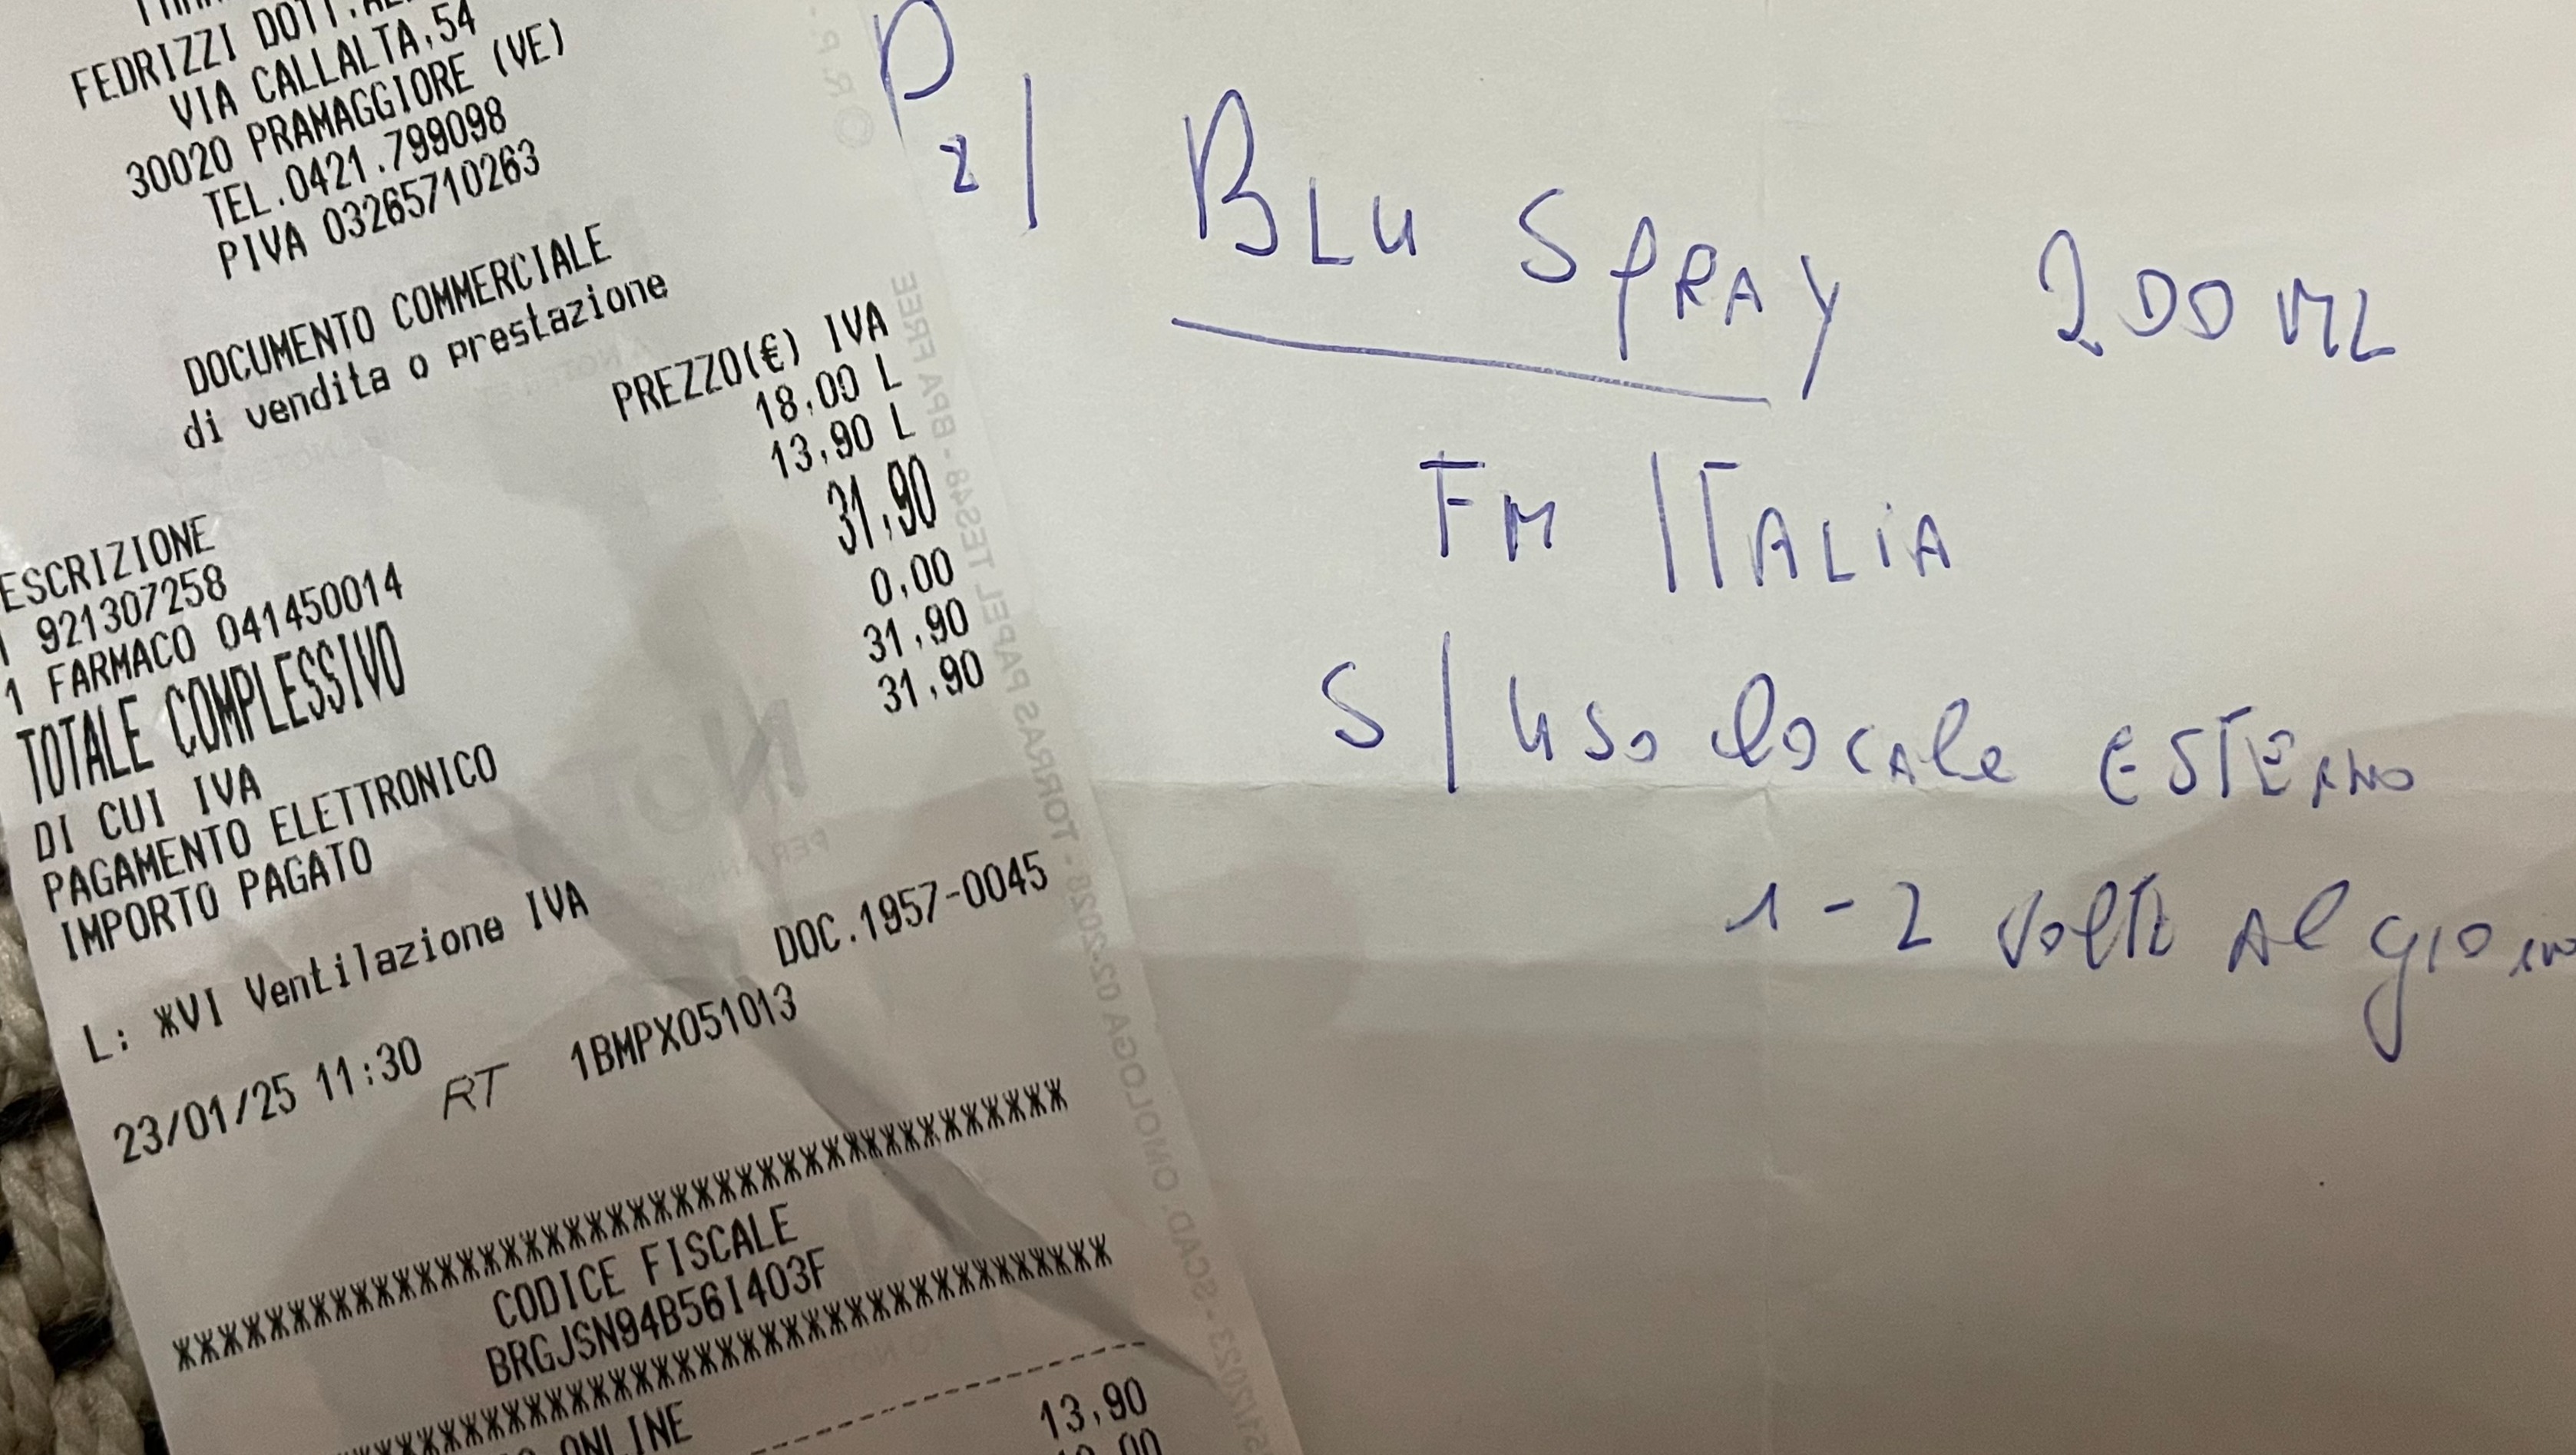 FEDRIZZI DOTT.
VIA CALLALTA,54
30020 PRAMAGGIORE (VE)
TEL.0421.799098
PIVA 03265710263
DOCUMENTO COMMERCIALE
di vendita o prestazione
ESCRIZIONE PREZZO(€) IVA
1 921307258 18,00 L
1 FARMACO 041450014 13,90 L
TOTALE COMPLESSIVO 31,90
DI CUI IVA 0,00
PAGAMENTO ELETTRONICO 31,90
IMPORTO PAGATO 31,90
L: *VI Ventilazione IVA
DOC.1957-0045
23/01/25 11:30
RT 1BMPX051013
************************************
CODICE FISCALE
BRGJSN94B56I403F
************************************
ONLINE
13,90
BLU SPRAY 200 ML
FM ITALIA
S/ uso locale esterno
1 - 2 volte al giorno